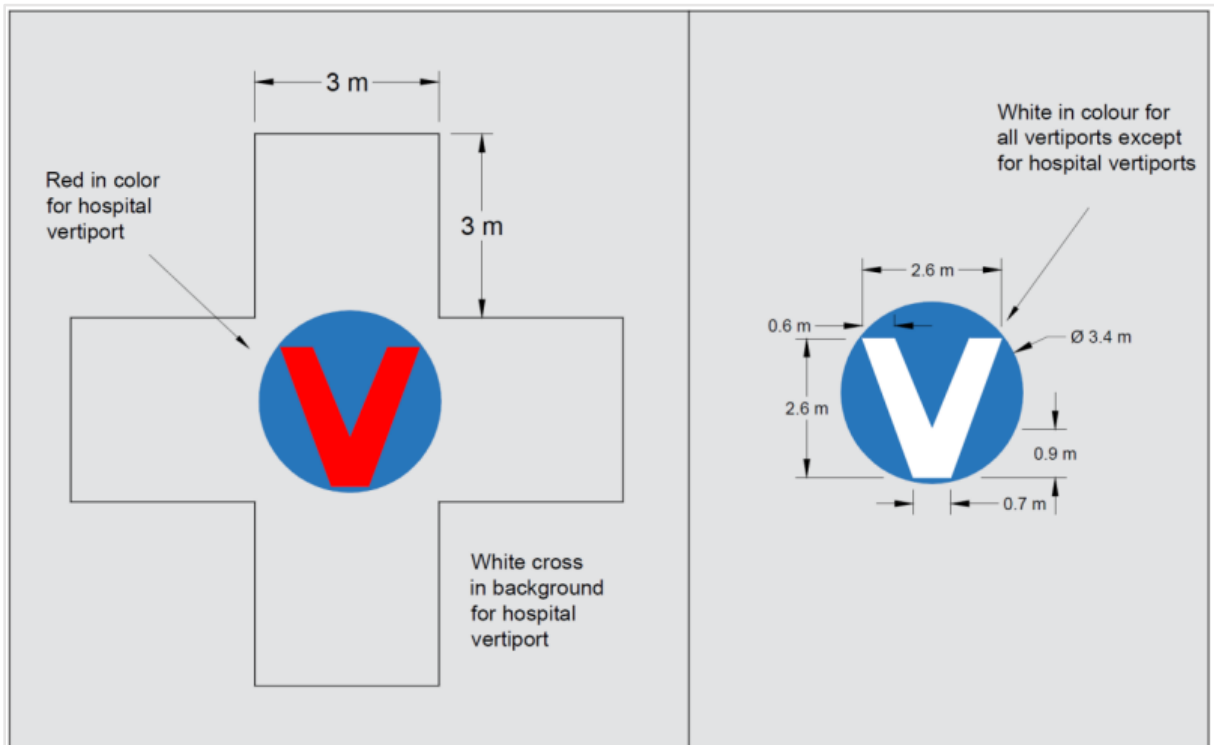 3 m
Red in color
for hospital
vertiport
3 m
V
White cross
in background
for hospital
vertiport
White in colour for
all vertiports except
for hospital vertiports
2.6 m
0.6 m
Ø 3.4 m
2.6 m
V
0.9 m
0.7 m